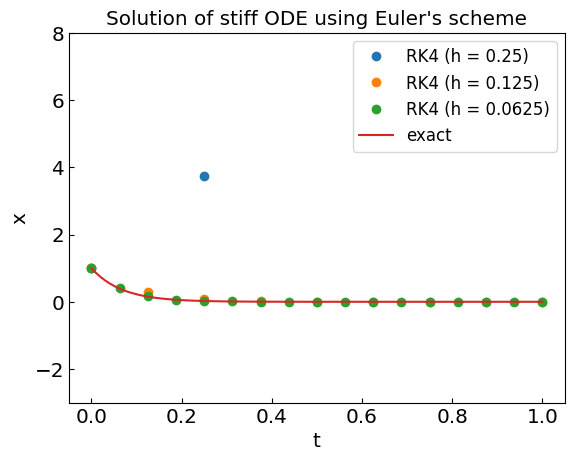 Solution of stiff ODE using Euler's scheme
8
6
4
2
0
−2
x
RK4 (h = 0.25)
RK4 (h = 0.125)
RK4 (h = 0.0625)
exact
0.0 0.2 0.4 0.6 0.8 1.0
t